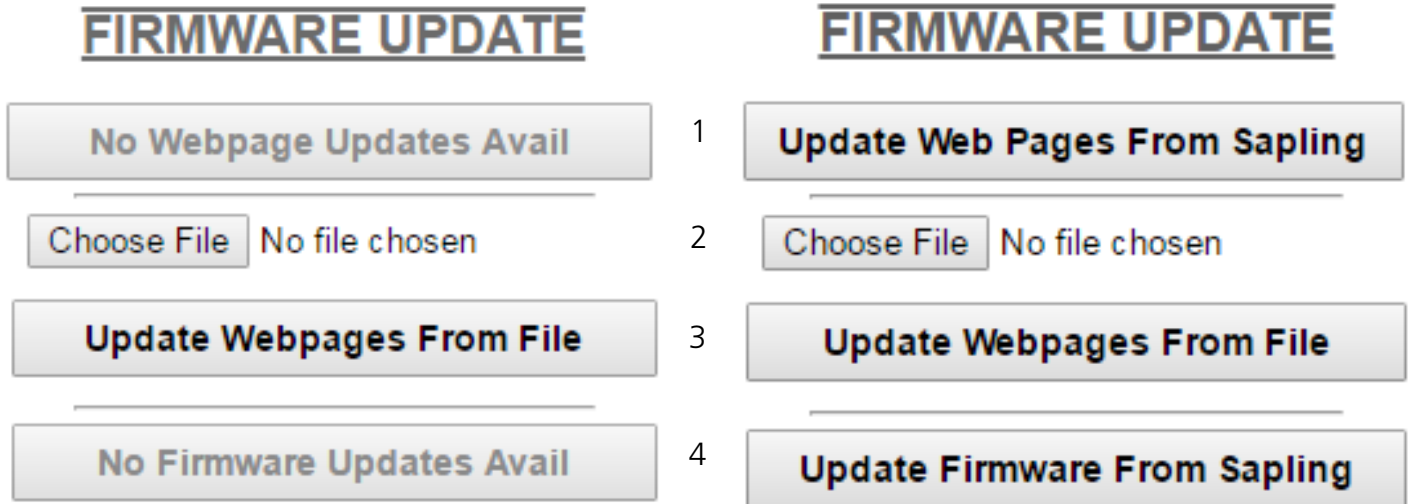 FIRMWARE UPDATE
No Webpage Updates Avail
Choose File No file chosen
Update Webpages From File
No Firmware Updates Avail
1
2
3
4
FIRMWARE UPDATE
Update Web Pages From Sapling
Choose File No file chosen
Update Webpages From File
Update Firmware From Sapling